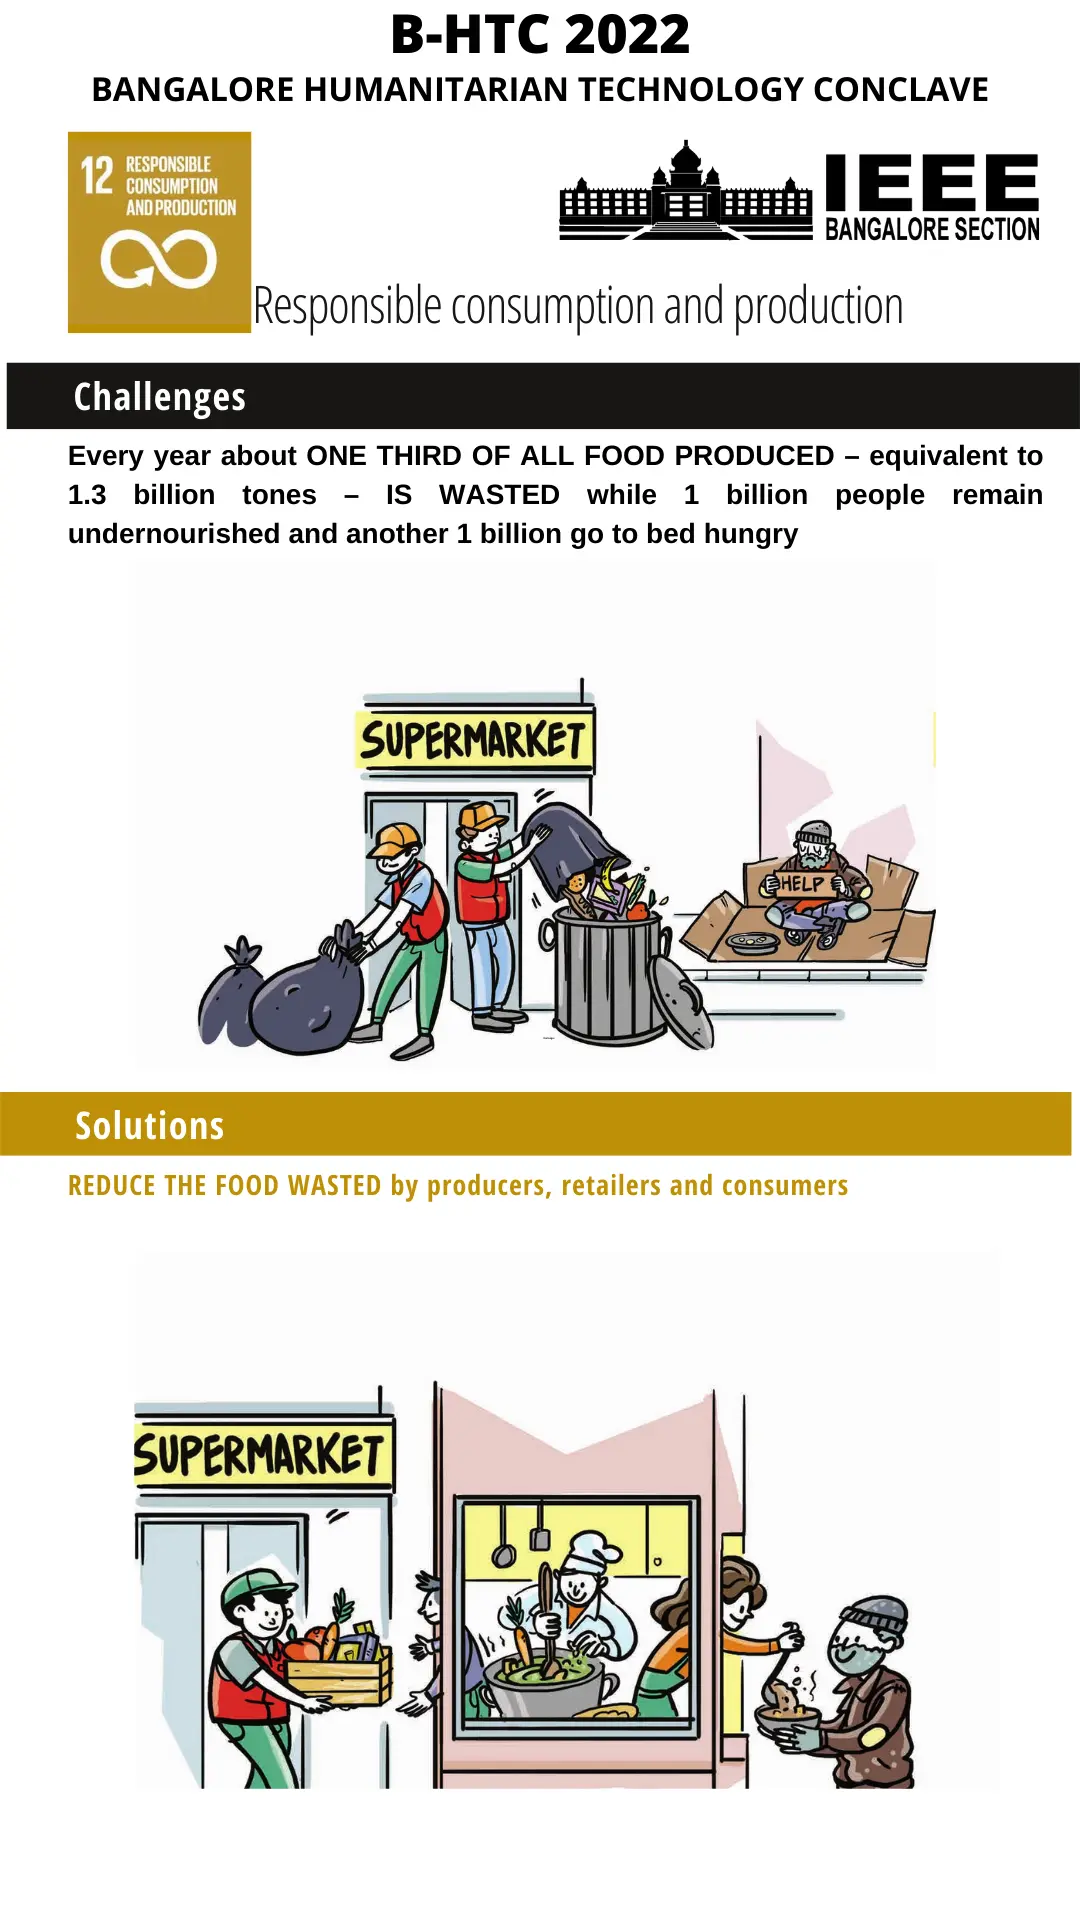 B-HTC 2022
BANGALORE HUMANITARIAN TECHNOLOGY CONCLAVE
12 RESPONSIBLE
CONSUMPTION
AND PRODUCTION
IEEE
BANGALORE SECTION
Responsible consumption and production
Challenges
Every year about ONE THIRD OF ALL FOOD PRODUCED – equivalent to
1.3 billion tones – IS WASTED while 1 billion people remain
undernourished and another 1 billion go to bed hungry
SUPERMARKET
HELP
Solutions
REDUCE THE FOOD WASTED by producers, retailers and consumers
SUPERMARKET